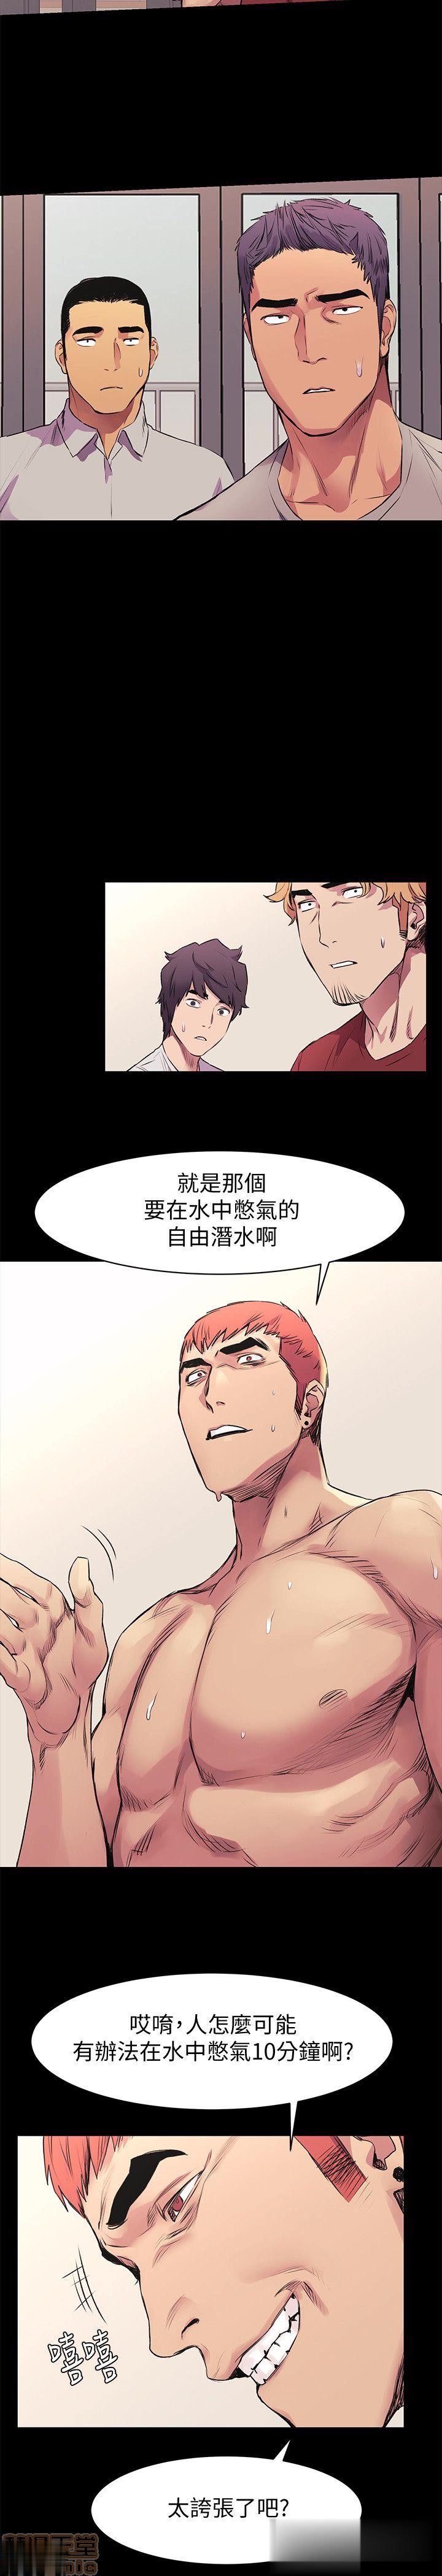 就是那個
要在水中憋氣的
自由潛水啊
哎唷，人怎麼可能
有辦法在水中憋氣10分鐘啊?
嘻嘻
太誇張了吧?